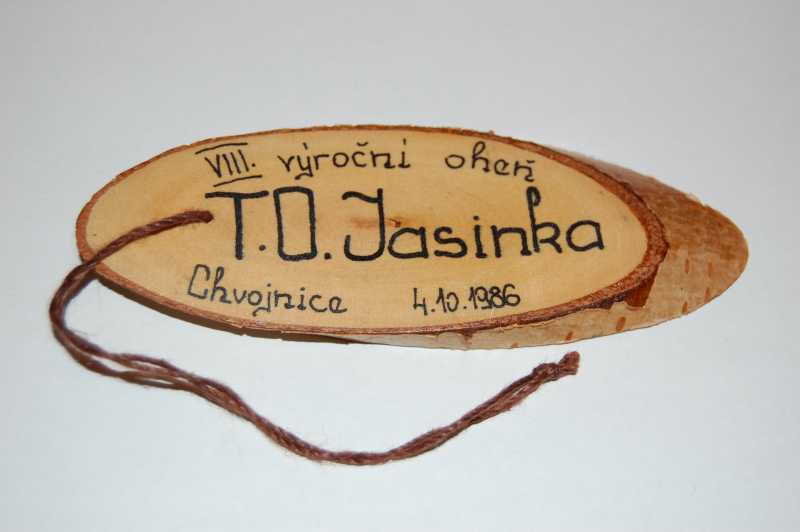 VIII. výroční oheň
T.O. Jasinka
Chvojnice 4.10.1986